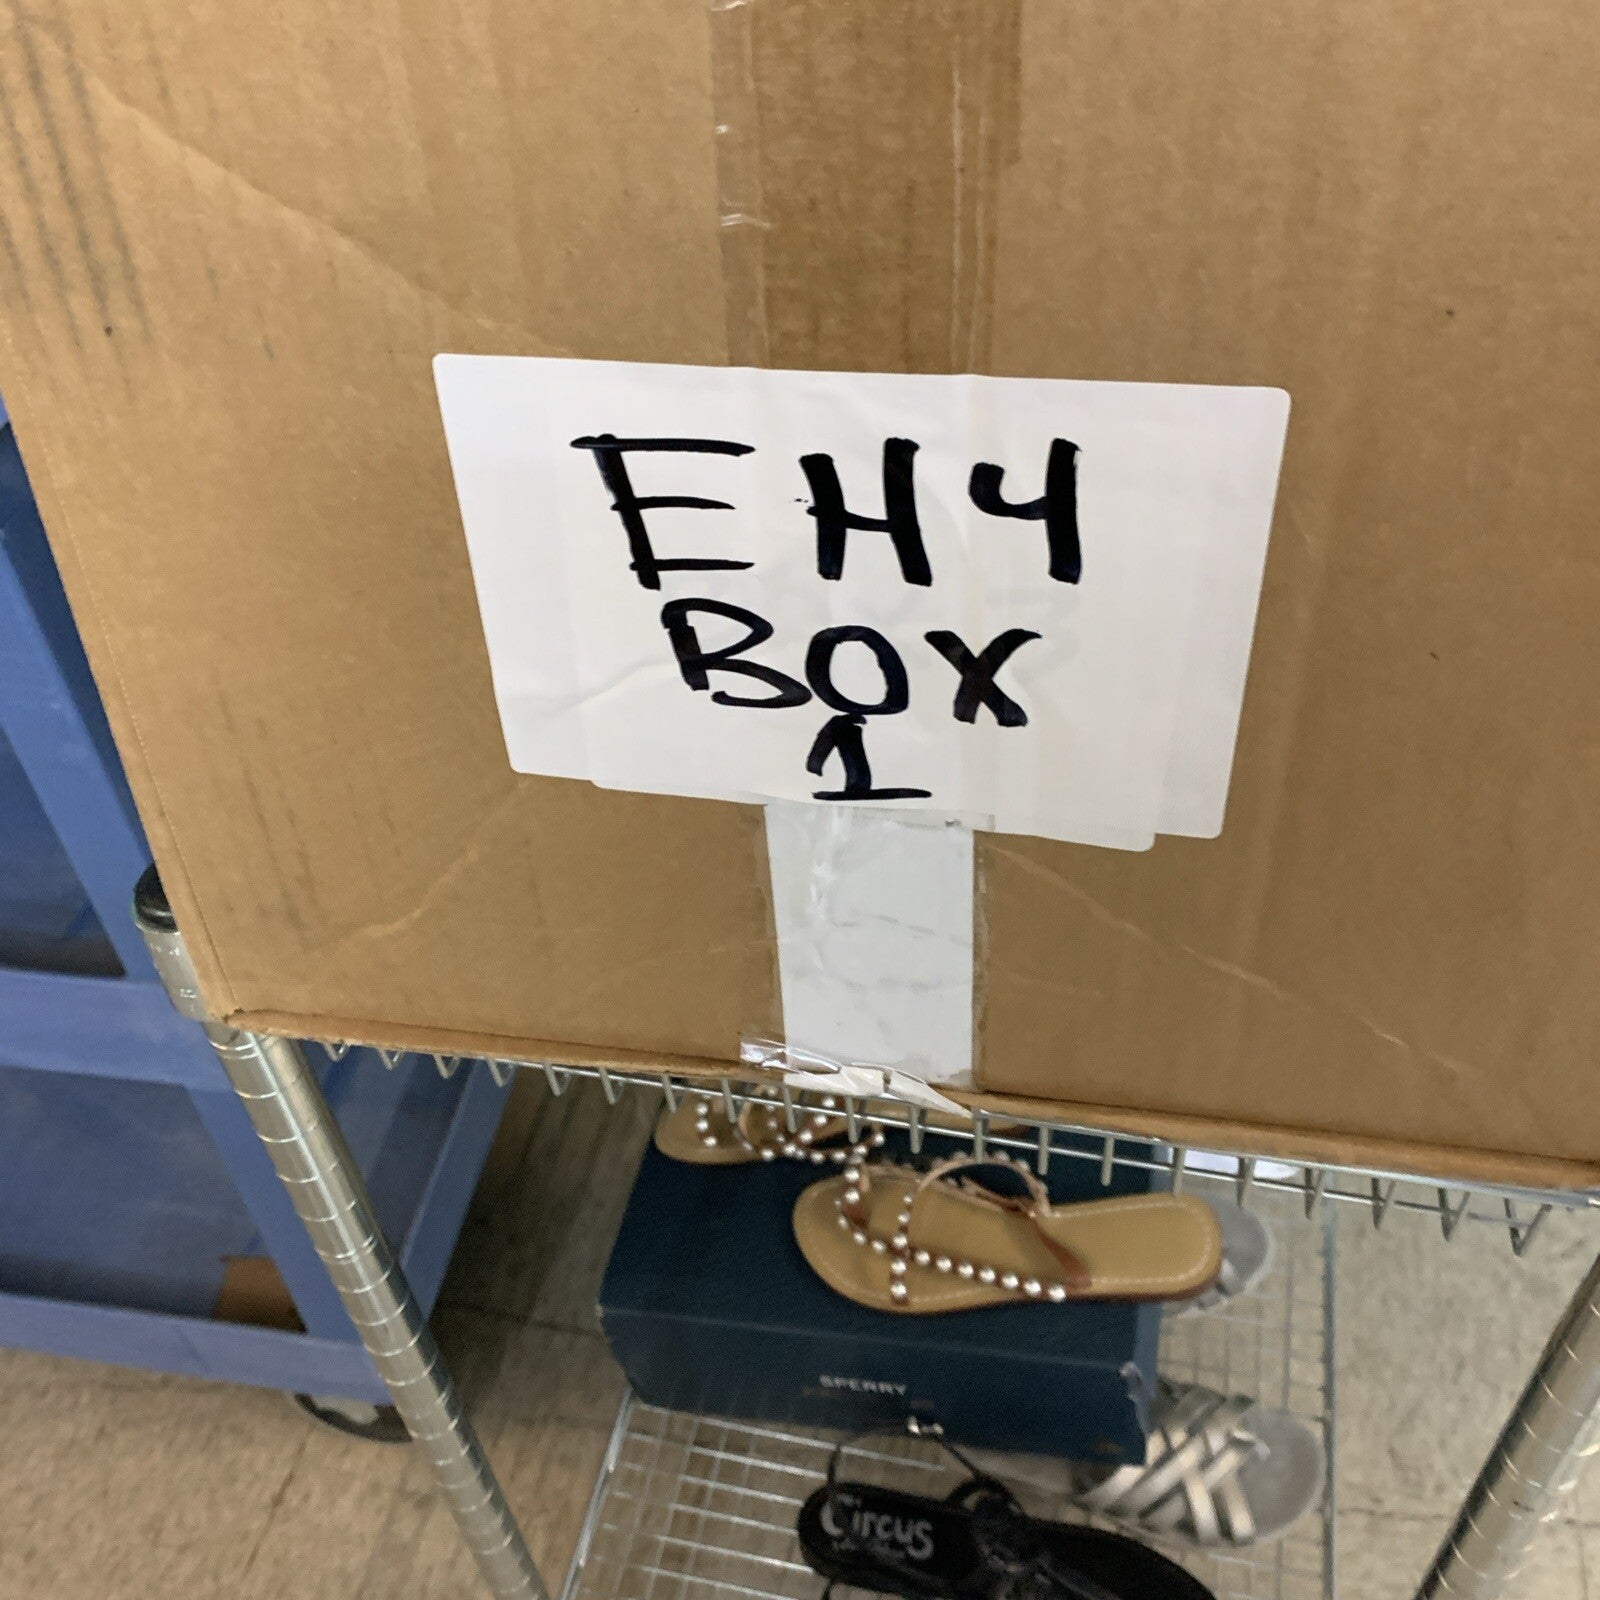 EH4
BOX
1
SPERRY
Circus